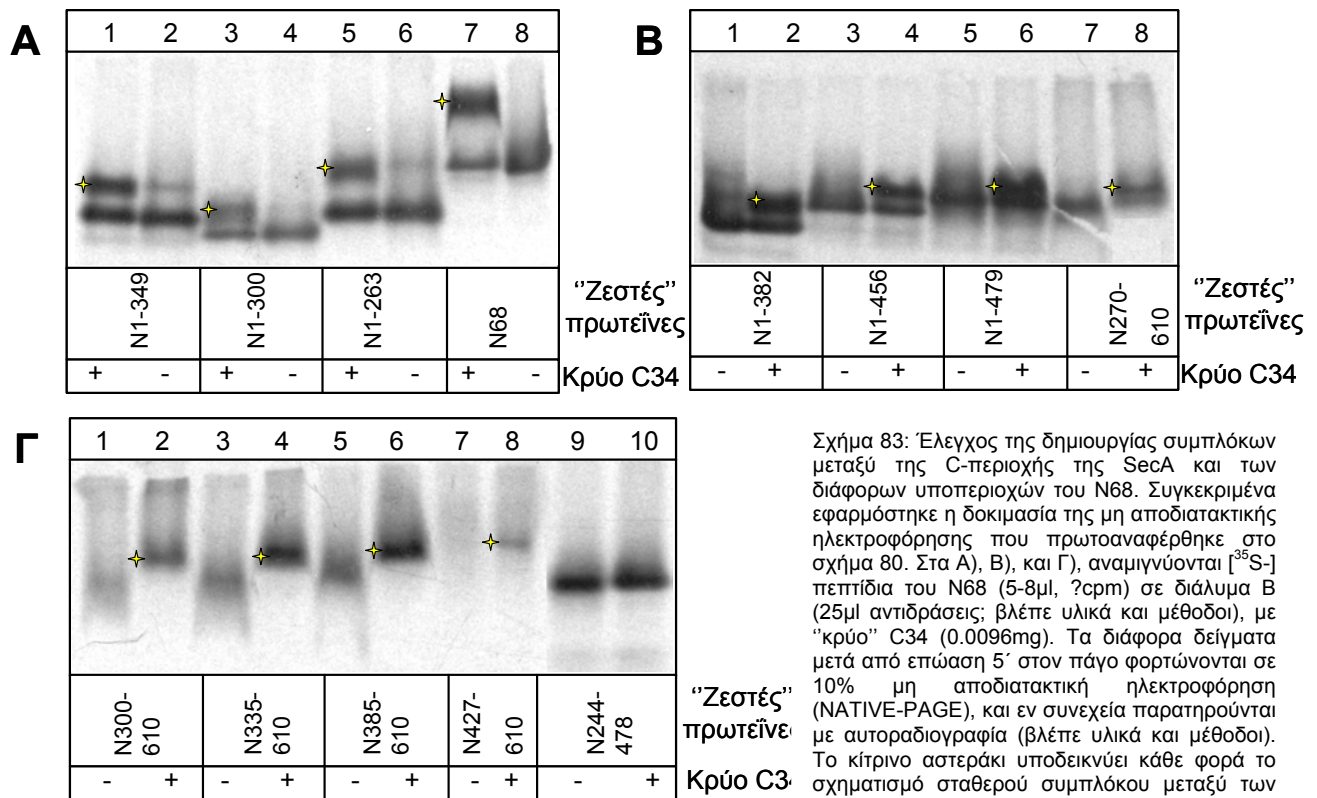 A
1 2 3 4 5 6 7 8
N1-349
N1-300
N1-263
N68
‘‘Ζεστές’’
πρωτεΐνες
+ - + - + - + -
Κρύο C34
B
1 2 3 4 5 6 7 8
N1-382
N1-456
N1-479
N270-
610
‘‘Ζεστές’’
πρωτεΐνες
- + - + - + - +
Κρύο C34
Γ
1 2 3 4 5 6 7 8 9 10
N300-
610
N335-
610
N385-
610
N427-
610
N244-
478
‘‘Ζεστές’’
πρωτεΐνε
- + - + - + - + - +
Κρύο C34
Σχήμα 83: Έλεγχος της δημιουργίας συμπλόκων
μεταξύ της C-περιοχής της SecA και των
διάφορων υποπεριοχών του N68. Συγκεκριμένα
εφαρμόστηκε η δοκιμασία της μη αποδιατακτικής
ηλεκτροφόρησης που πρωτοαναφέρθηκε στο
σχήμα 80. Στα Α), Β), και Γ), αναμιγνύονται [35S-]
πεπτίδια του N68 (5-8μl, ?cpm) σε διάλυμα Β
(25μl αντιδράσεις; βλέπε υλικά και μέθοδοι), με
‘‘κρύο’’ C34 (0.0096mg). Τα διάφορα δείγματα
μετά από επώαση 5΄ στον πάγο φορτώνονται σε
10% μη αποδιατακτική ηλεκτροφόρηση
(NATIVE-PAGE), και εν συνεχεία παρατηρούνται
με αυτοραδιογραφία (βλέπε υλικά και μέθοδοι).
Το κίτρινο αστεράκι υποδεικνύει κάθε φορά το
σχηματισμό σταθερού συμπλόκου μεταξύ των